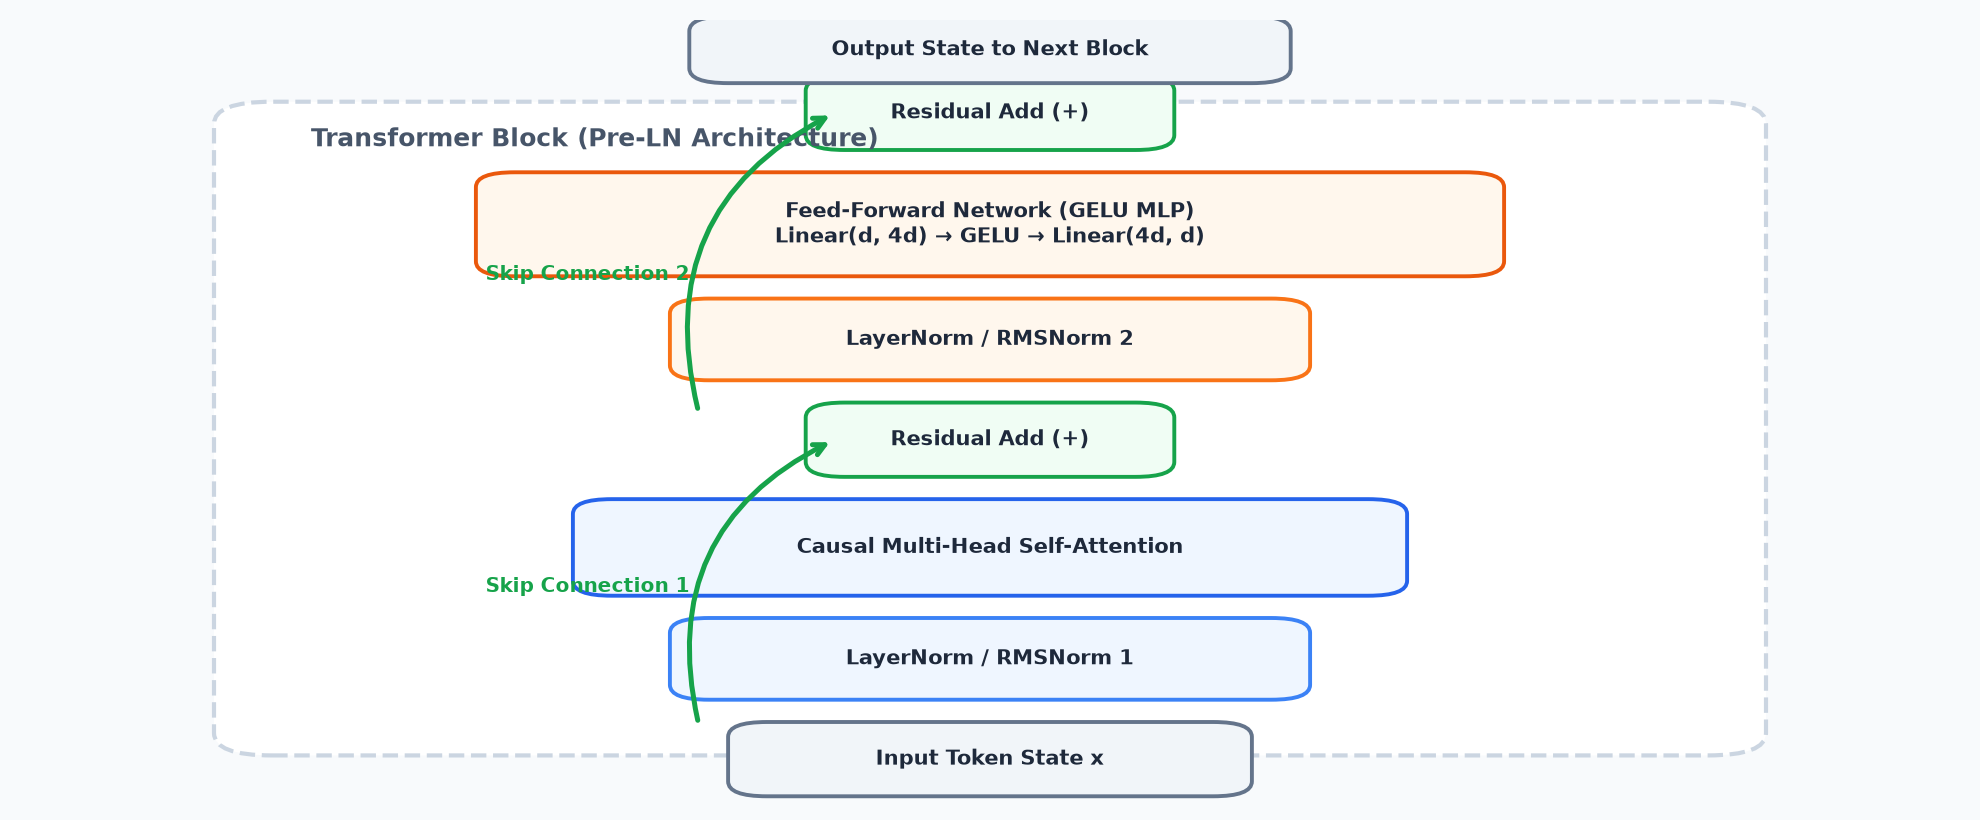 Output State to Next Block
Residual Add (+)
Transformer Block (Pre-LN Architecture)
Feed-Forward Network (GELU MLP)
Linear(d, 4d) → GELU → Linear(4d, d)
Skip Connection 2
LayerNorm / RMSNorm 2
Residual Add (+)
Causal Multi-Head Self-Attention
Skip Connection 1
LayerNorm / RMSNorm 1
Input Token State x